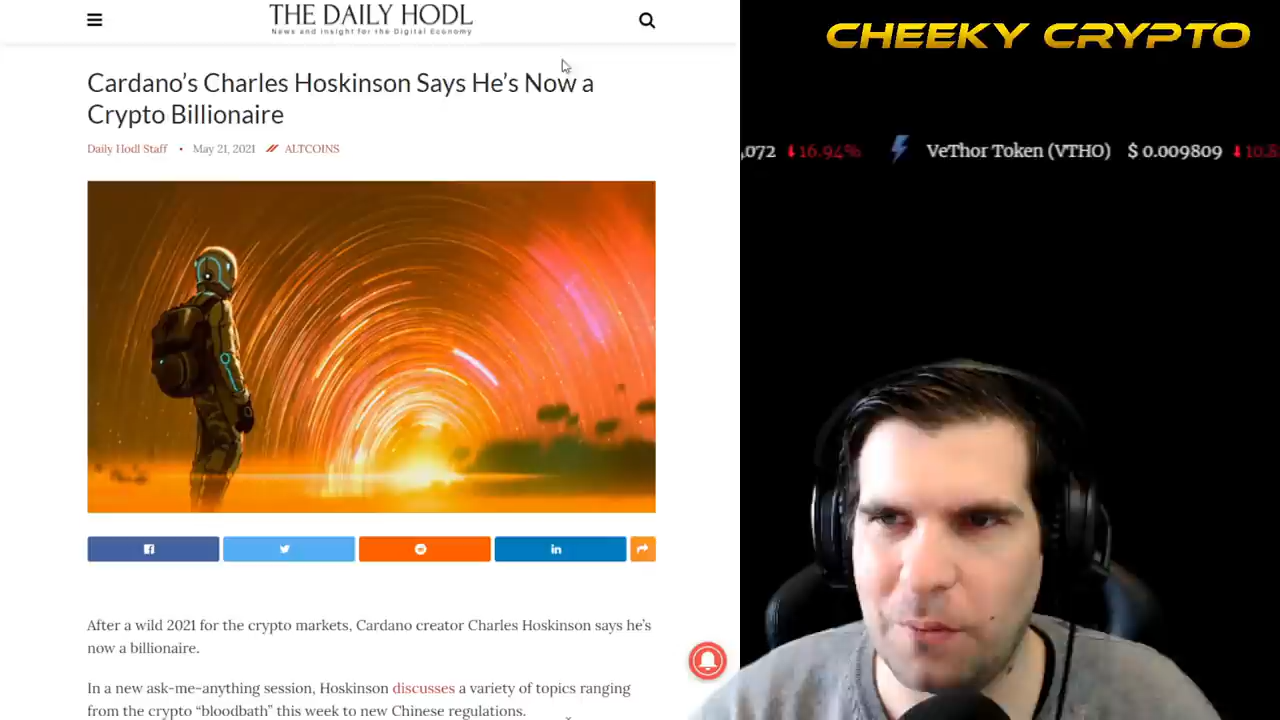 THE DAILY HODL
News and Insight for the Digital Economy
Cardano’s Charles Hoskinson Says He’s Now a
Crypto Billionaire
Daily Hodl Staff • May 21, 2021 ALTCOINS
After a wild 2021 for the crypto markets, Cardano creator Charles Hoskinson says he’s
now a billionaire.
In a new ask-me-anything session, Hoskinson discusses a variety of topics ranging
from the crypto “bloodbath” this week to new Chinese regulations.
CHEEKY CRYPTO
,072 16.94% VeThor Token (VTHO) $ 0.009809 10.8